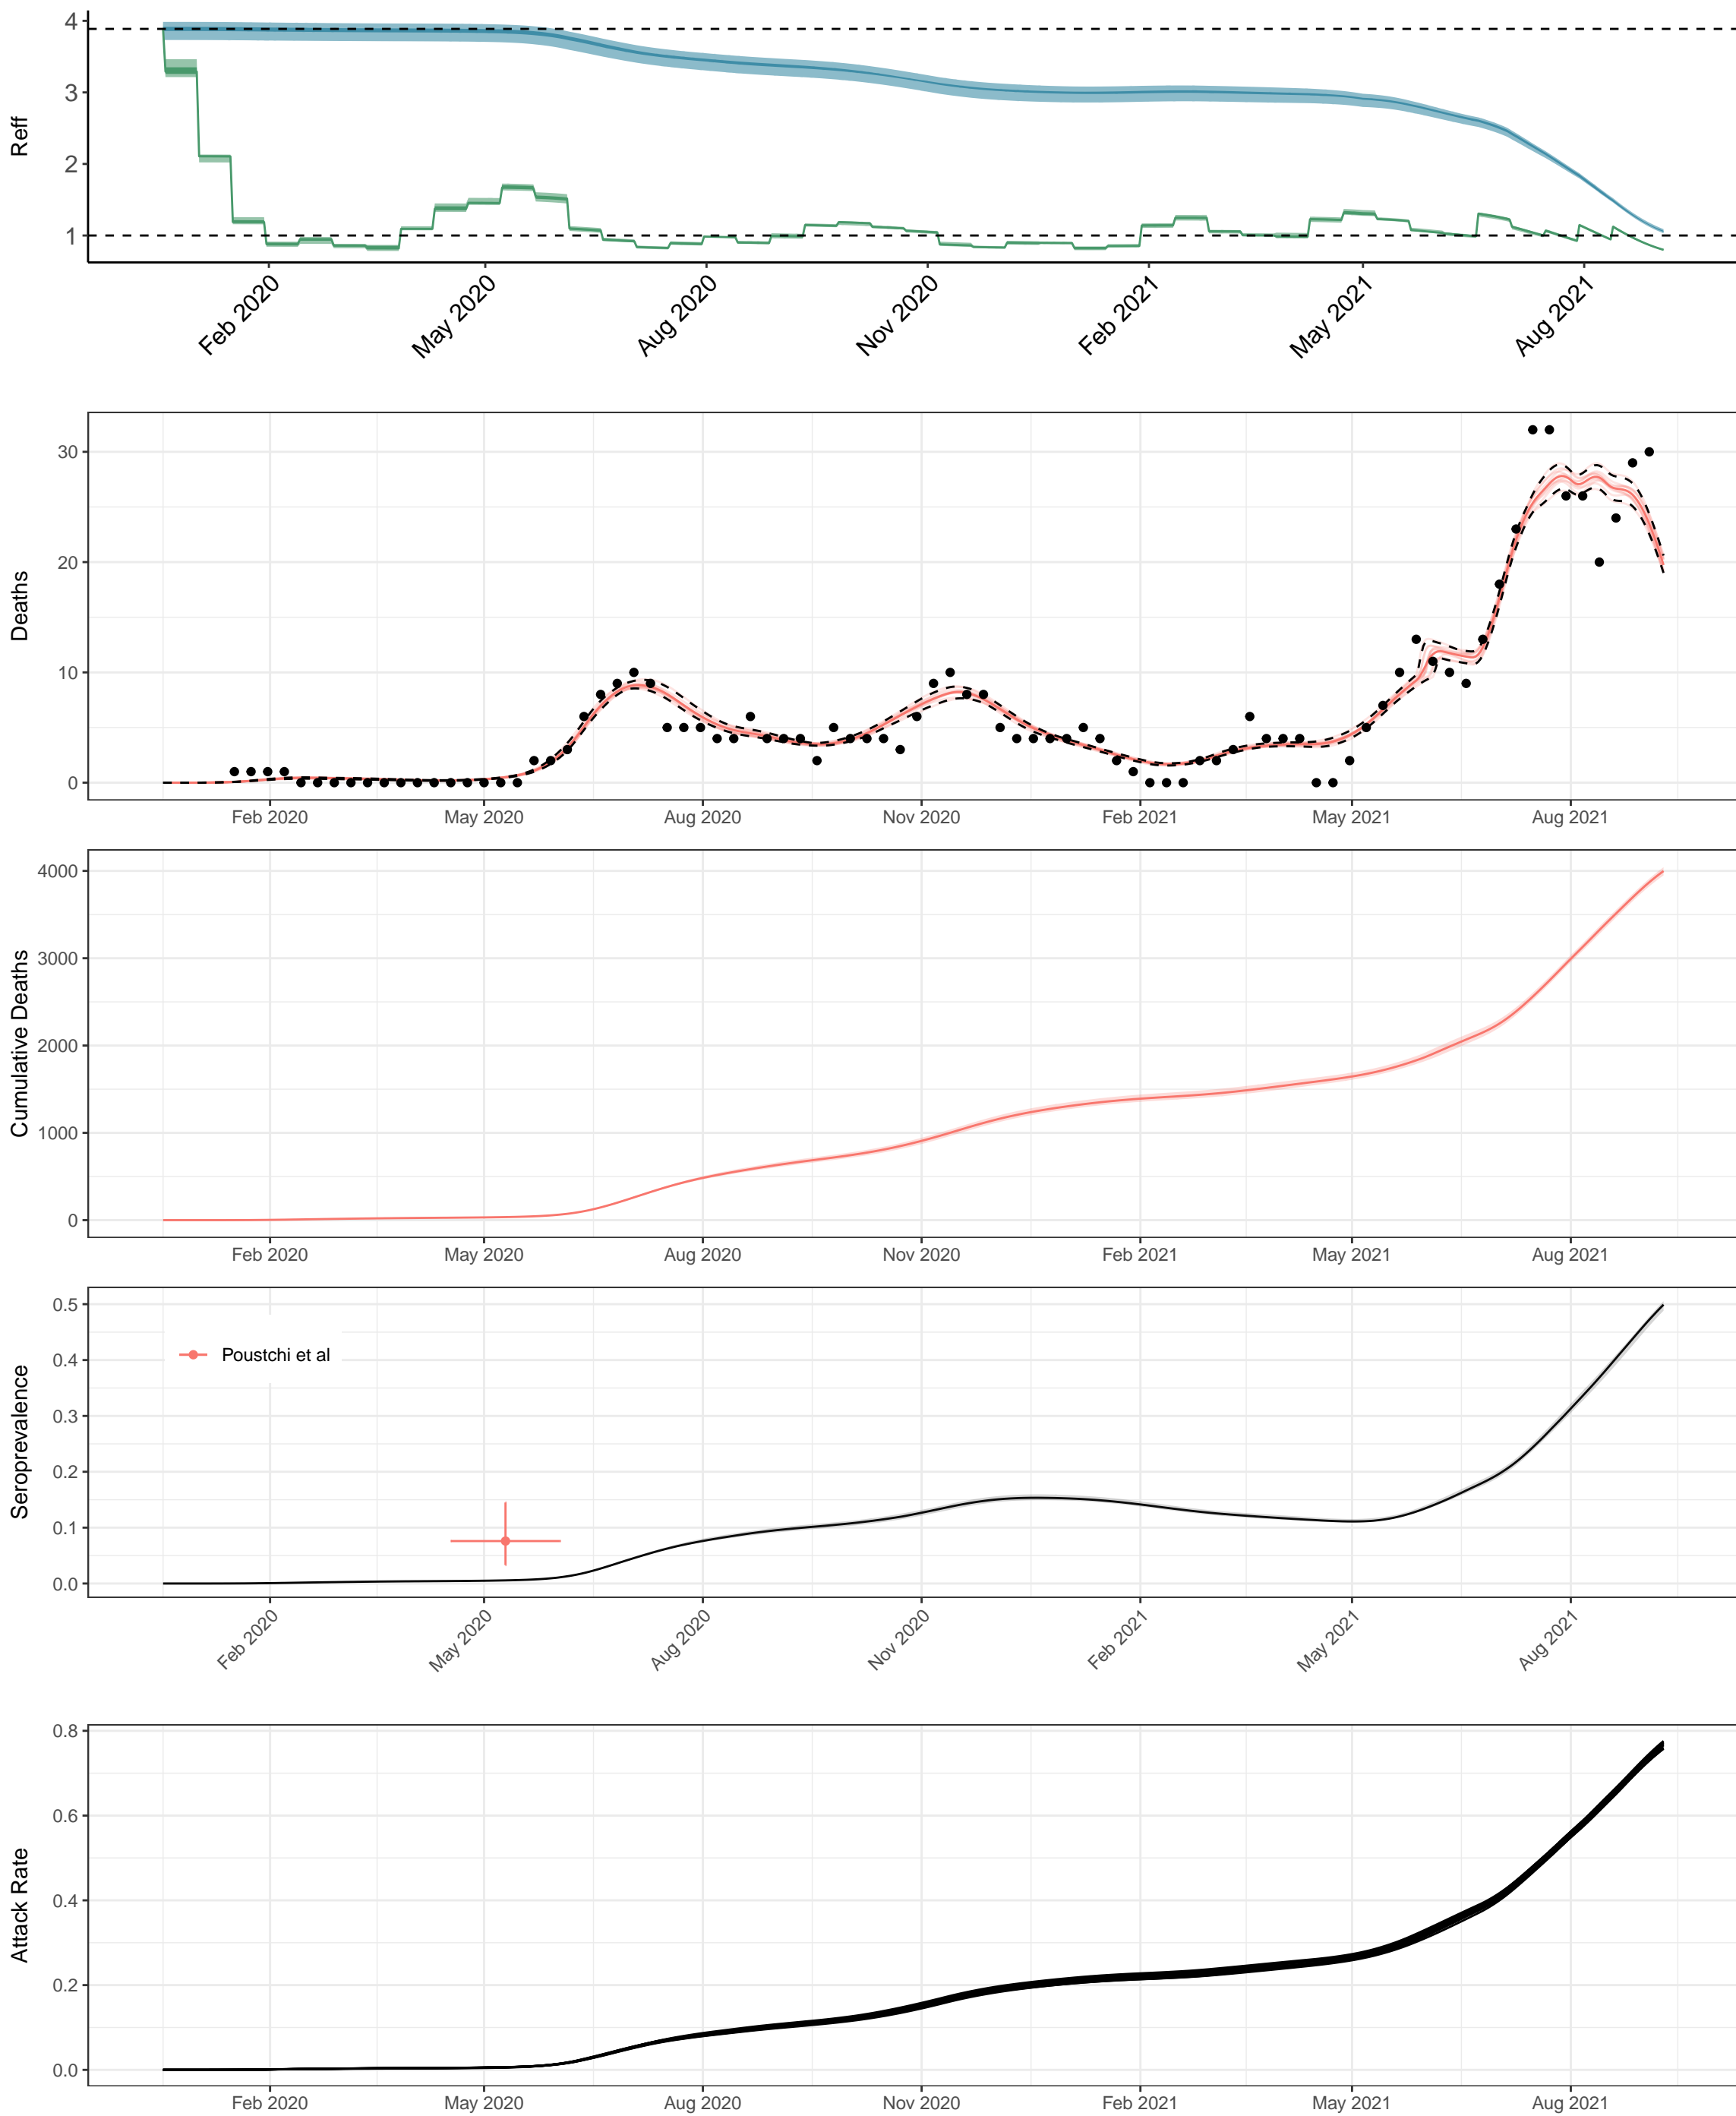 Reff
4
3
2
1
Feb 2020
May 2020
Aug 2020
Nov 2020
Feb 2021
May 2021
Aug 2021
Deaths
30
20
10
0
Feb 2020
May 2020
Aug 2020
Nov 2020
Feb 2021
May 2021
Aug 2021
Cumulative Deaths
4000
3000
2000
1000
0
Feb 2020
May 2020
Aug 2020
Nov 2020
Feb 2021
May 2021
Aug 2021
Seroprevalence
0.5
0.4
0.3
0.2
0.1
0.0
Poustchi et al
Feb 2020
May 2020
Aug 2020
Nov 2020
Feb 2021
May 2021
Aug 2021
Attack Rate
0.8
0.6
0.4
0.2
0.0
Feb 2020
May 2020
Aug 2020
Nov 2020
Feb 2021
May 2021
Aug 2021